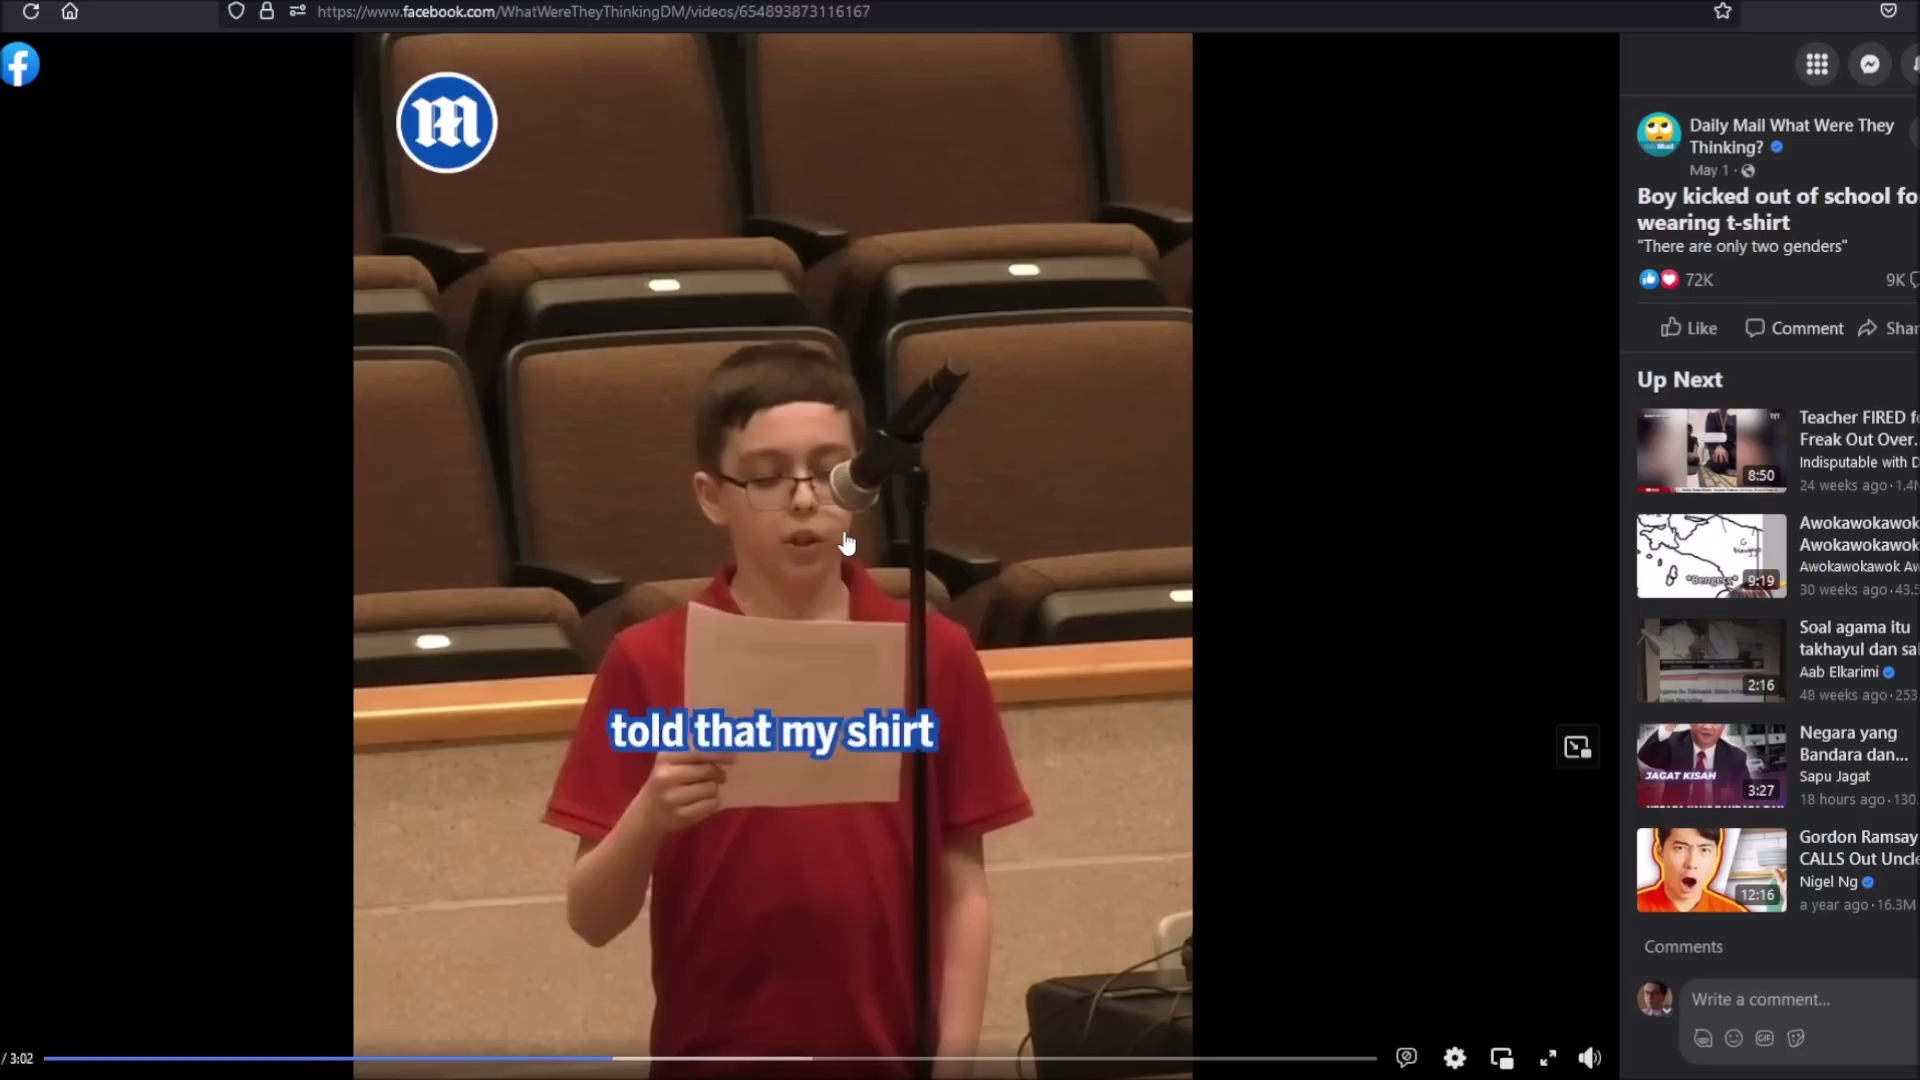 https://www.facebook.com/WhatWereTheyThinkingDM/videos/654893873116167
Daily Mail What Were They
Thinking?
May 1 ·
Boy kicked out of school fo
wearing t-shirt
"There are only two genders"
72K
9K
Like
Comment
Shar
Up Next
Teacher FIRED fo
Freak Out Over...
Indisputable with D
24 weeks ago · 1.4M
8:50
Awokawokawok
Awokawokawok
Awokawokawok Aw
30 weeks ago · 43.5
9:19
Soal agama itu
takhayul dan sa
Aab Elkarimi
48 weeks ago · 253
2:16
Negara yang
Bandara dan...
Sapu Jagat
18 hours ago · 130.
JAGAT KISAH
3:27
Gordon Ramsay
CALLS Out Uncle
Nigel Ng
a year ago · 16.3M
12:16
Comments
Write a comment...
GIF
told that my shirt
/ 3:02